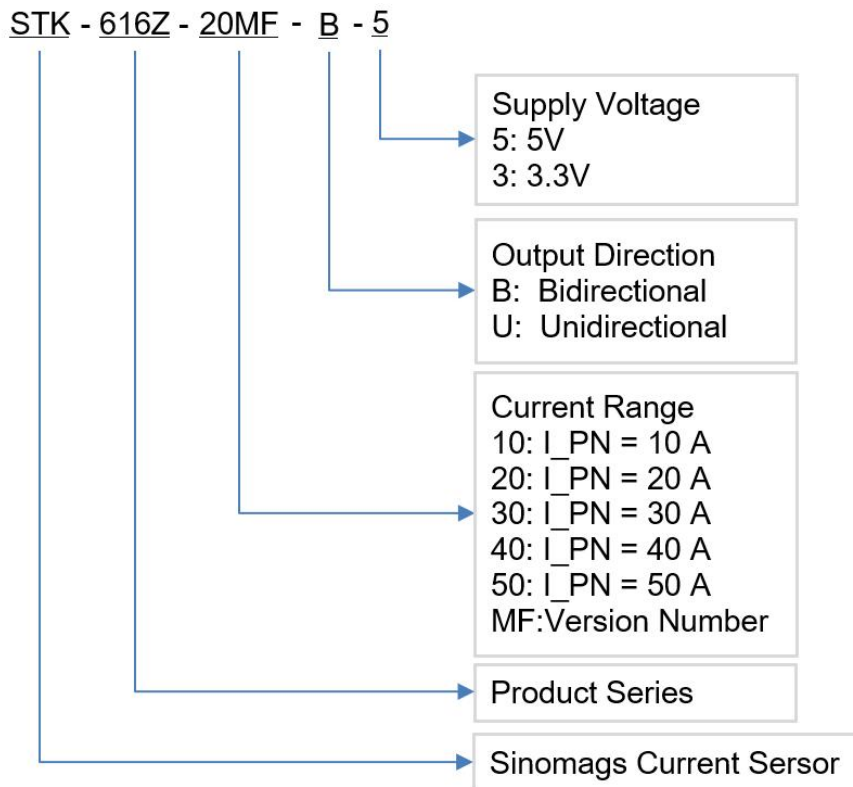 STK - 616Z - 20MF - B - 5
Supply Voltage
5: 5V
3: 3.3V
Output Direction
B: Bidirectional
U: Unidirectional
Current Range
10: I_PN = 10 A
20: I_PN = 20 A
30: I_PN = 30 A
40: I_PN = 40 A
50: I_PN = 50 A
MF:Version Number
Product Series
Sinomags Current Sersor